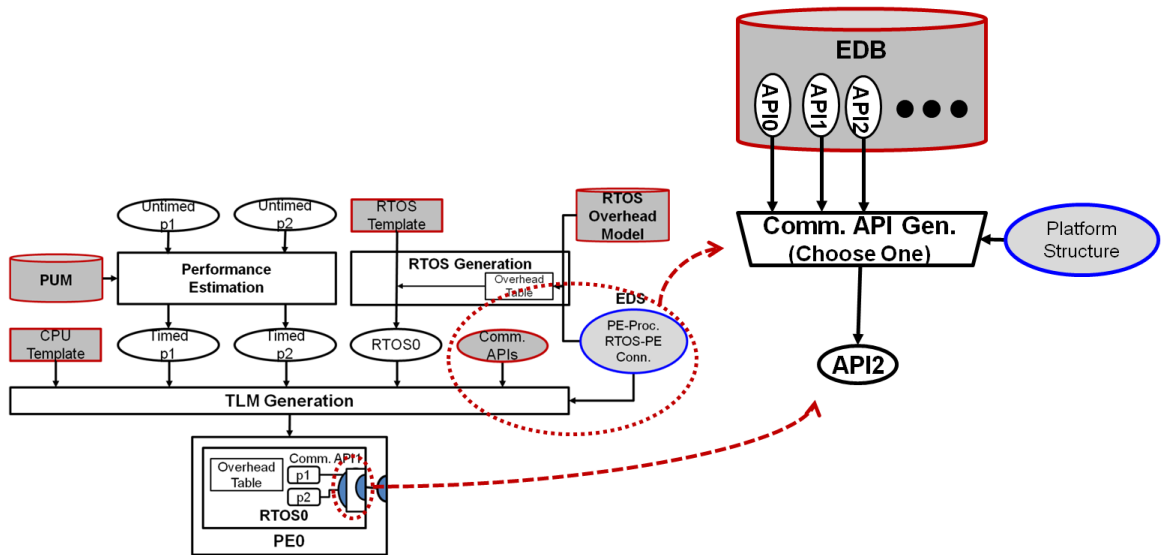 EDB
API0
API1
API2
Comm. API Gen.
(Choose One)
Platform
Structure
API2
Untimed
p1
Untimed
p2
RTOS
Template
RTOS
Overhead
Model
PUM
Performance
Estimation
RTOS Generation
Overhead
Table
EDS
CPU
Template
Timed
p1
Timed
p2
RTOS0
Comm.
APIs
PE-Proc.
RTOS-PE
Conn.
TLM Generation
Comm. API1
Overhead
Table
p1
p2
RTOS0
PE0